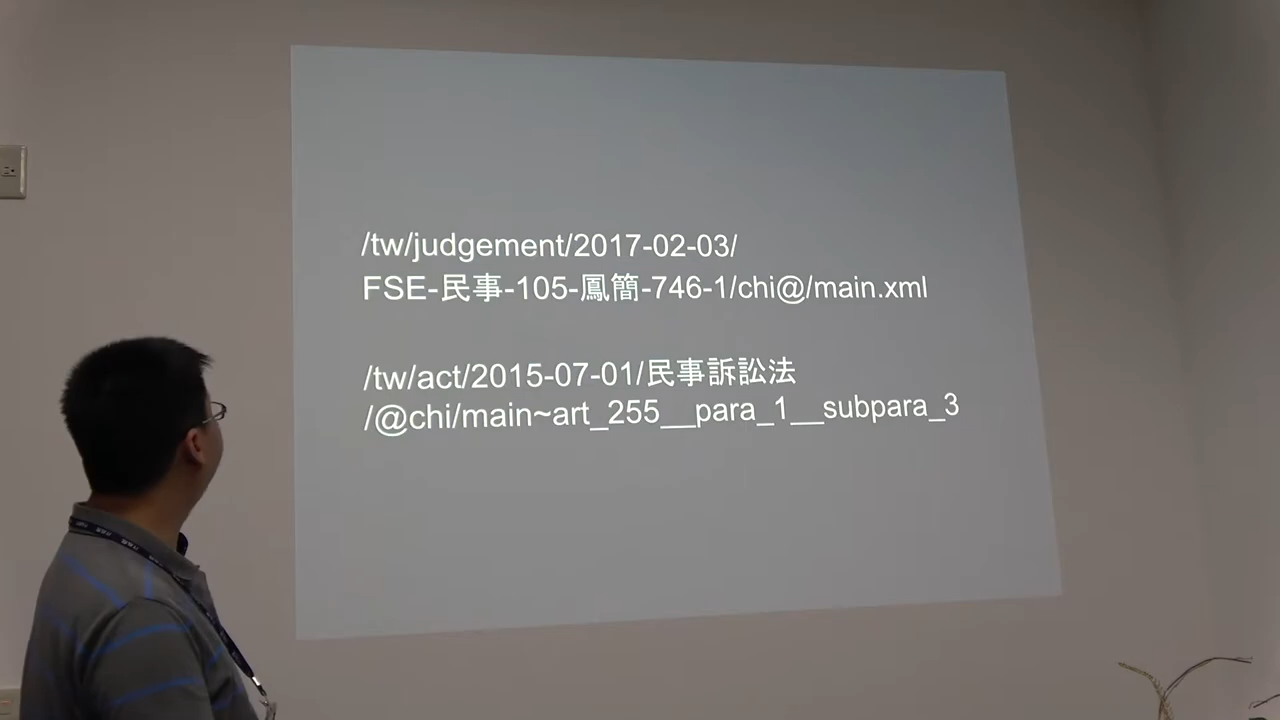 /tw/judgement/2017-02-03/
FSE-民事-105-鳳簡-746-1/chi@/main.xml
/tw/act/2015-07-01/民事訴訟法
/@chi/main~art_255__para_1__subpara_3